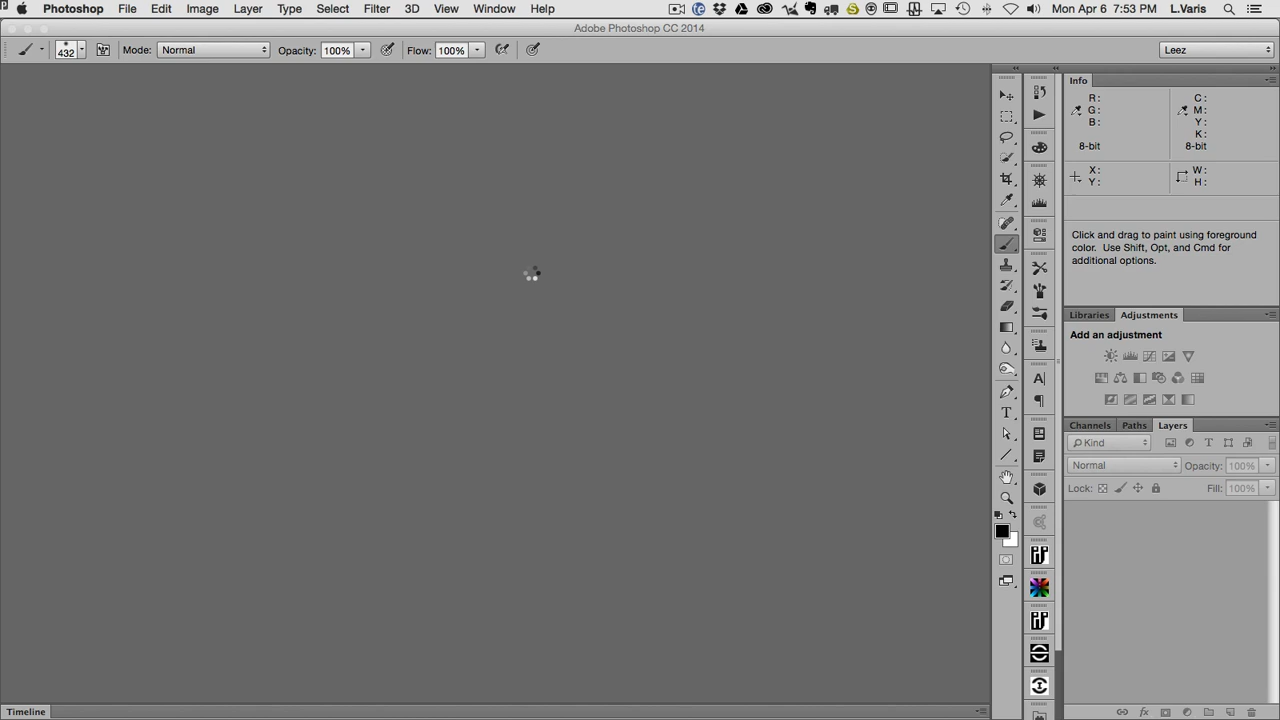 Photoshop File Edit Image Layer Type Select Filter 3D View Window Help Mon Apr 6 7:53 PM L.Varis
Adobe Photoshop CC 2014
432 Mode: Normal Opacity: 100% Flow: 100% Leez
Info
R: C:
G: M:
B: Y:
K:
8-bit 8-bit
X: W:
Y: H:
Click and drag to paint using foreground
color. Use Shift, Opt, and Cmd for
additional options.
Libraries Adjustments
Add an adjustment
Channels Paths Layers
Kind
Normal Opacity: 100%
Lock: Fill: 100%
Timeline